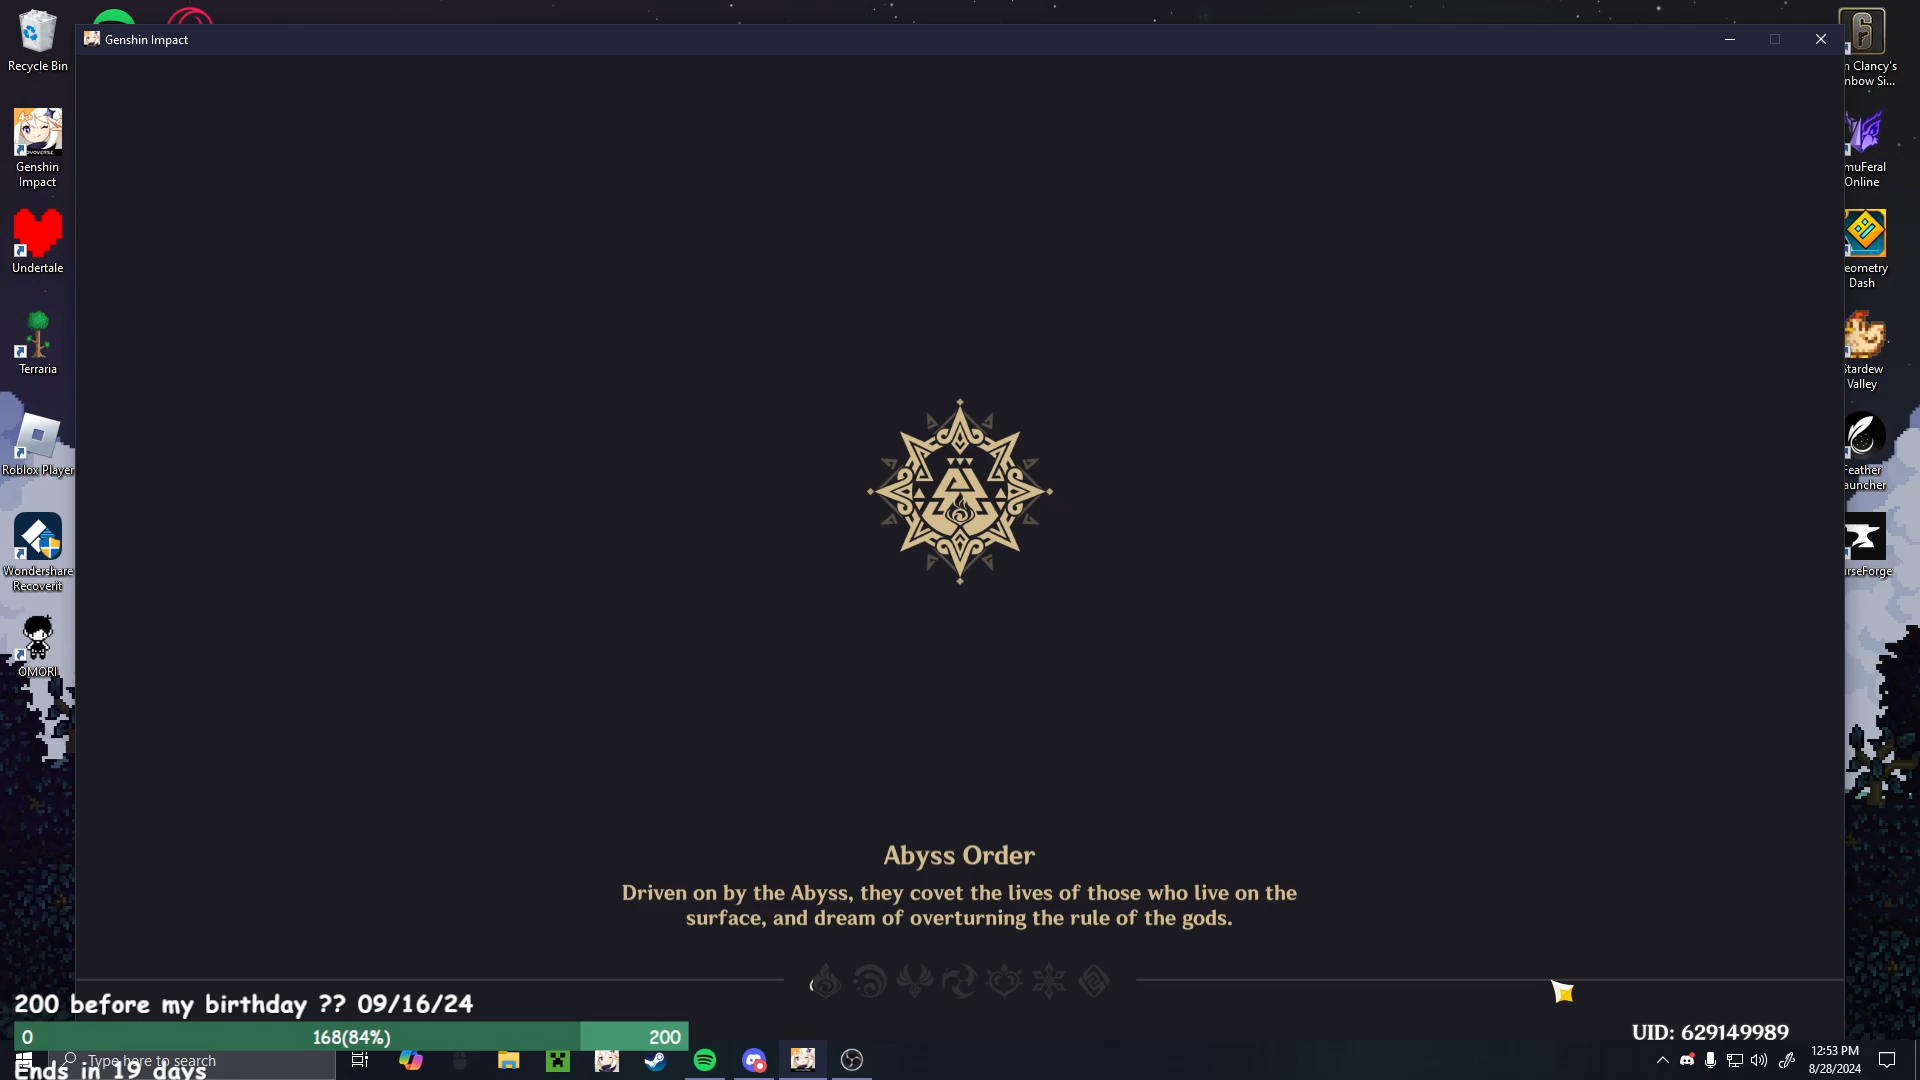 Genshin Impact
Recycle Bin
Genshin
Impact
Undertale
Terraria
Roblox Player
Wondershare
Recoverit
OMORI
Clancy's
nbow Si...
muFeral
Online
eometry
Dash
Stardew
Valley
Feather
auncher
urseForge
Abyss Order
Driven on by the Abyss, they covet the lives of those who live on the
surface, and dream of overturning the rule of the gods.
200 before my birthday ?? 09/16/24
0 168(84%) 200
Ends in 19 days
Type here to search
UID: 629149989
12:53 PM
8/28/2024